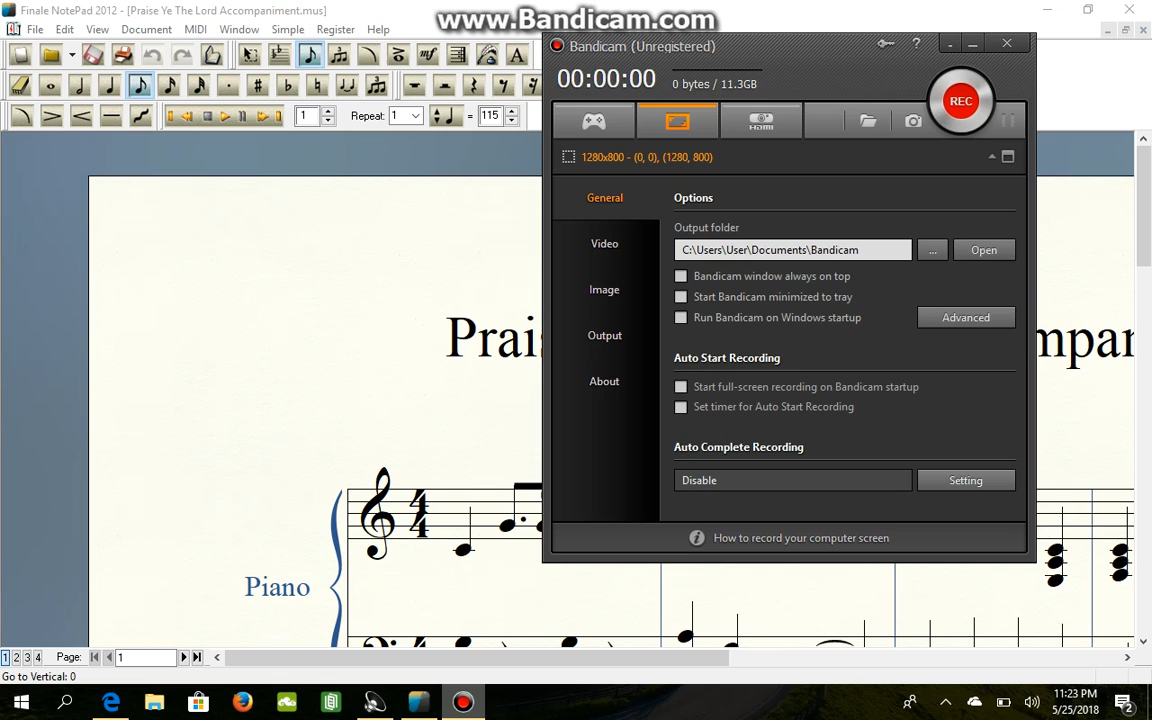 Finale NotePad 2012 - [Praise Ye The Lord Accompaniment.mus]
www.Bandicam.com
File Edit View Document MIDI Window Simple Register Help
Bandicam (Unregistered)
00:00:00 0 bytes / 11.3GB
REC
HDMI
mf
A
1 Repeat: 1 = 115
1280x800 - (0, 0), (1280, 800)
General
Options
Output folder
Video
C:\Users\User\Documents\Bandicam ... Open
Bandicam window always on top
Image
Start Bandicam minimized to tray
Run Bandicam on Windows startup Advanced
Output
Auto Start Recording
About
Start full-screen recording on Bandicam startup
Set timer for Auto Start Recording
Auto Complete Recording
Disable Setting
How to record your computer screen
Prai
mpar
4
4
Piano
1 2 3 4 Page: 1
Go to Vertical: 0
11:23 PM
5/25/2018
2